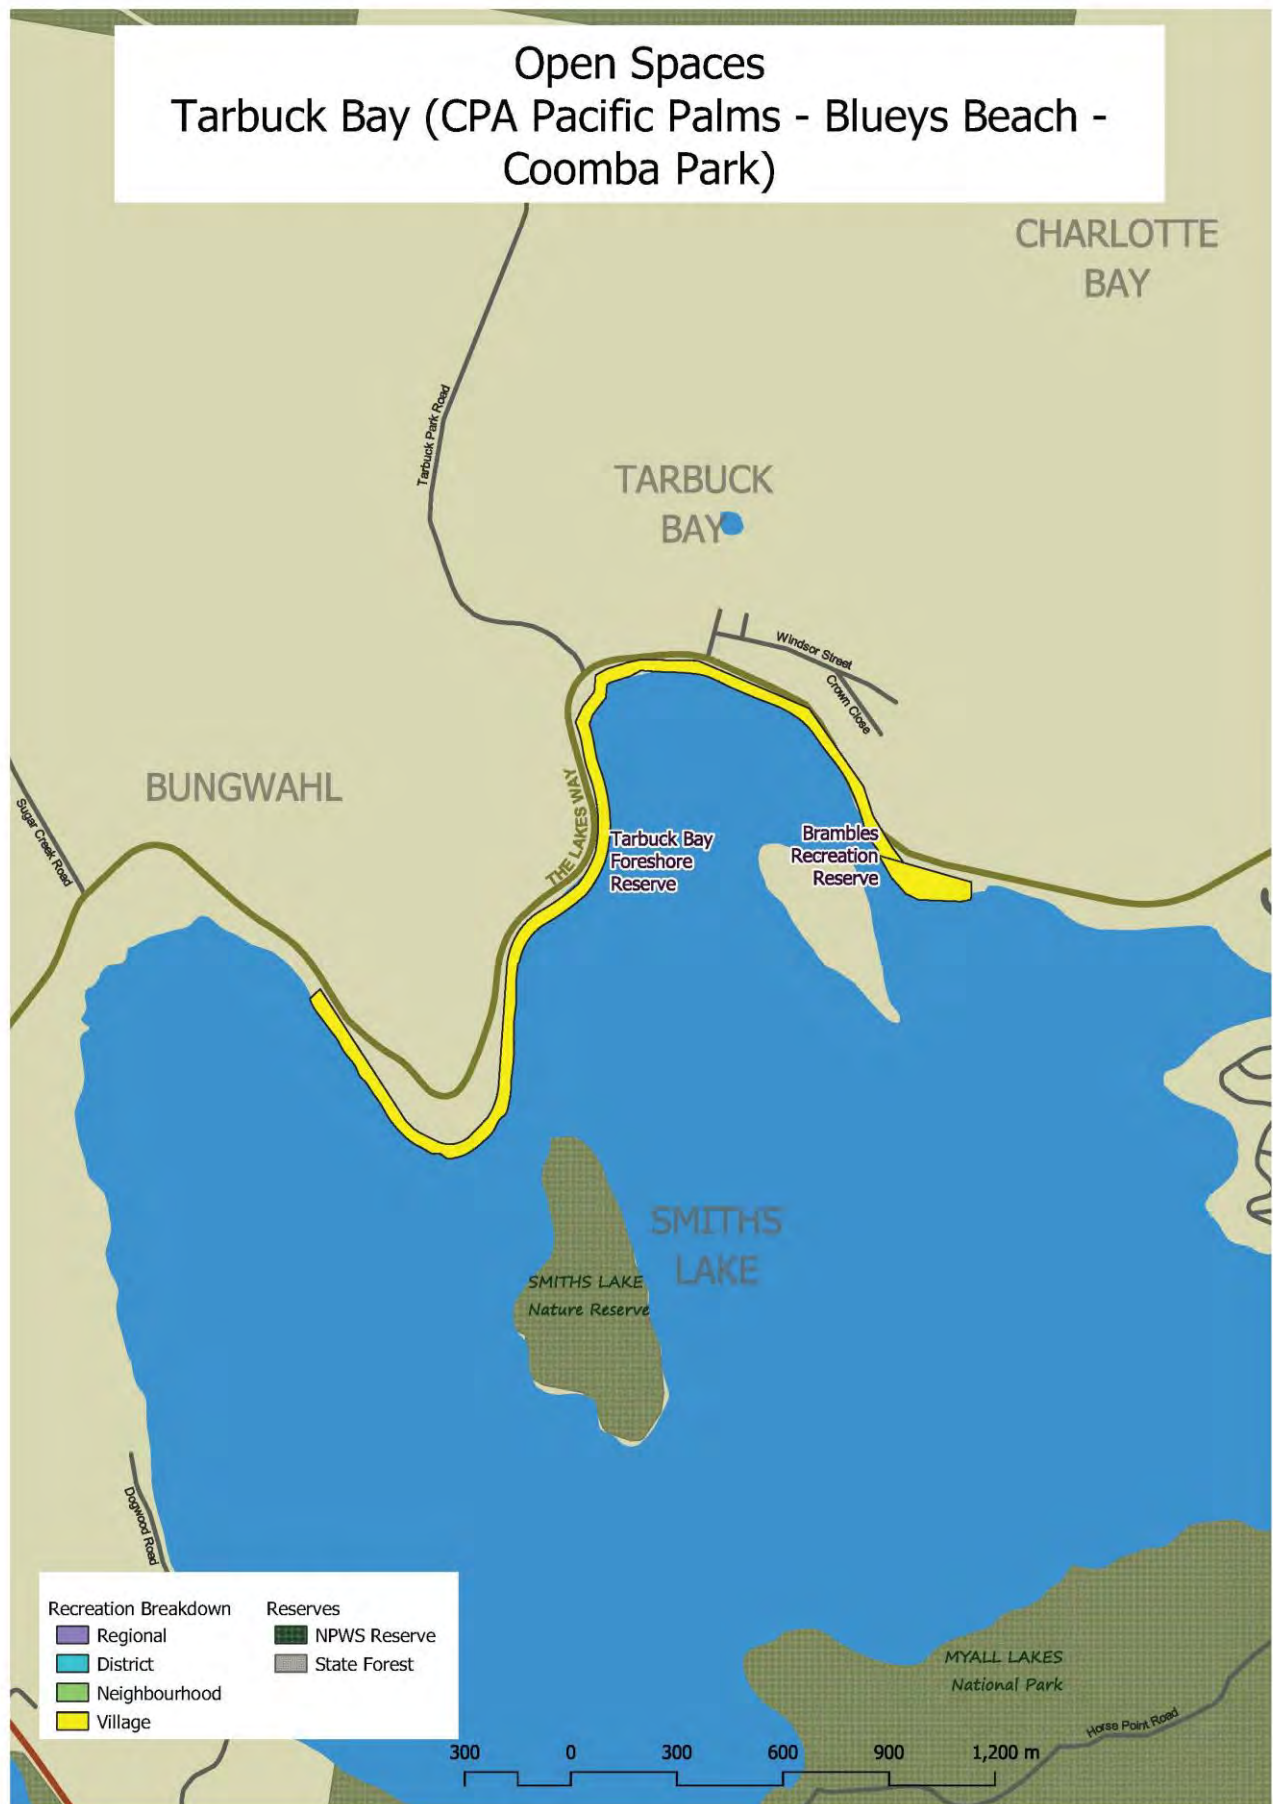 Open Spaces
Tarbuck Bay (CPA Pacific Palms - Blueys Beach -
Coomba Park)
CHARLOTTE
BAY
Tarbuck Park Road
TARBUCK
BAY
Windsor Street
Crown Close
BUNGWAHL
Sugar Creek Road
THE LAKES WAY
Tarbuck Bay
Foreshore
Reserve
Brambles
Recreation
Reserve
SMITHS
LAKE
SMITHS LAKE
Nature Reserve
Dogwood Road
Recreation Breakdown
Regional
District
Neighbourhood
Village
Reserves
NPWS Reserve
State Forest
MYALL LAKES
National Park
Horse Point Road
300 0 300 600 900 1,200 m